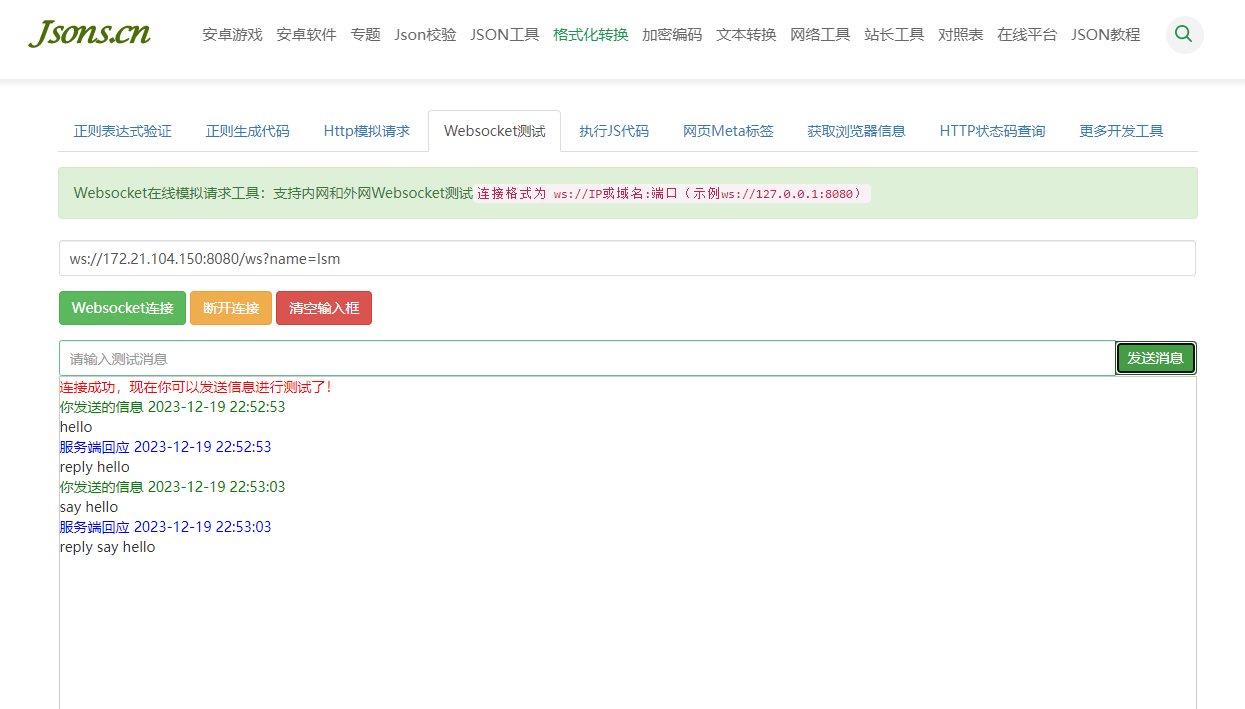 Jsons.cn
安卓游戏 安卓软件 专题 Json校验 JSON工具 格式化转换 加密编码 文本转换 网络工具 站长工具 对照表 在线平台 JSON教程
正则表达式验证 正则生成代码 Http模拟请求 Websocket测试 执行JS代码 网页Meta标签 获取浏览器信息 HTTP状态码查询 更多开发工具
Websocket在线模拟请求工具：支持内网和外网Websocket测试 连接格式为 ws://IP或域名:端口（示例ws://127.0.0.1:8080）
ws://172.21.104.150:8080/ws?name=lsm
Websocket连接 断开连接 清空输入框
请输入测试消息 发送消息
连接成功，现在你可以发送信息进行测试了！
你发送的信息 2023-12-19 22:52:53
hello
服务端回应 2023-12-19 22:52:53
reply hello
你发送的信息 2023-12-19 22:53:03
say hello
服务端回应 2023-12-19 22:53:03
reply say hello